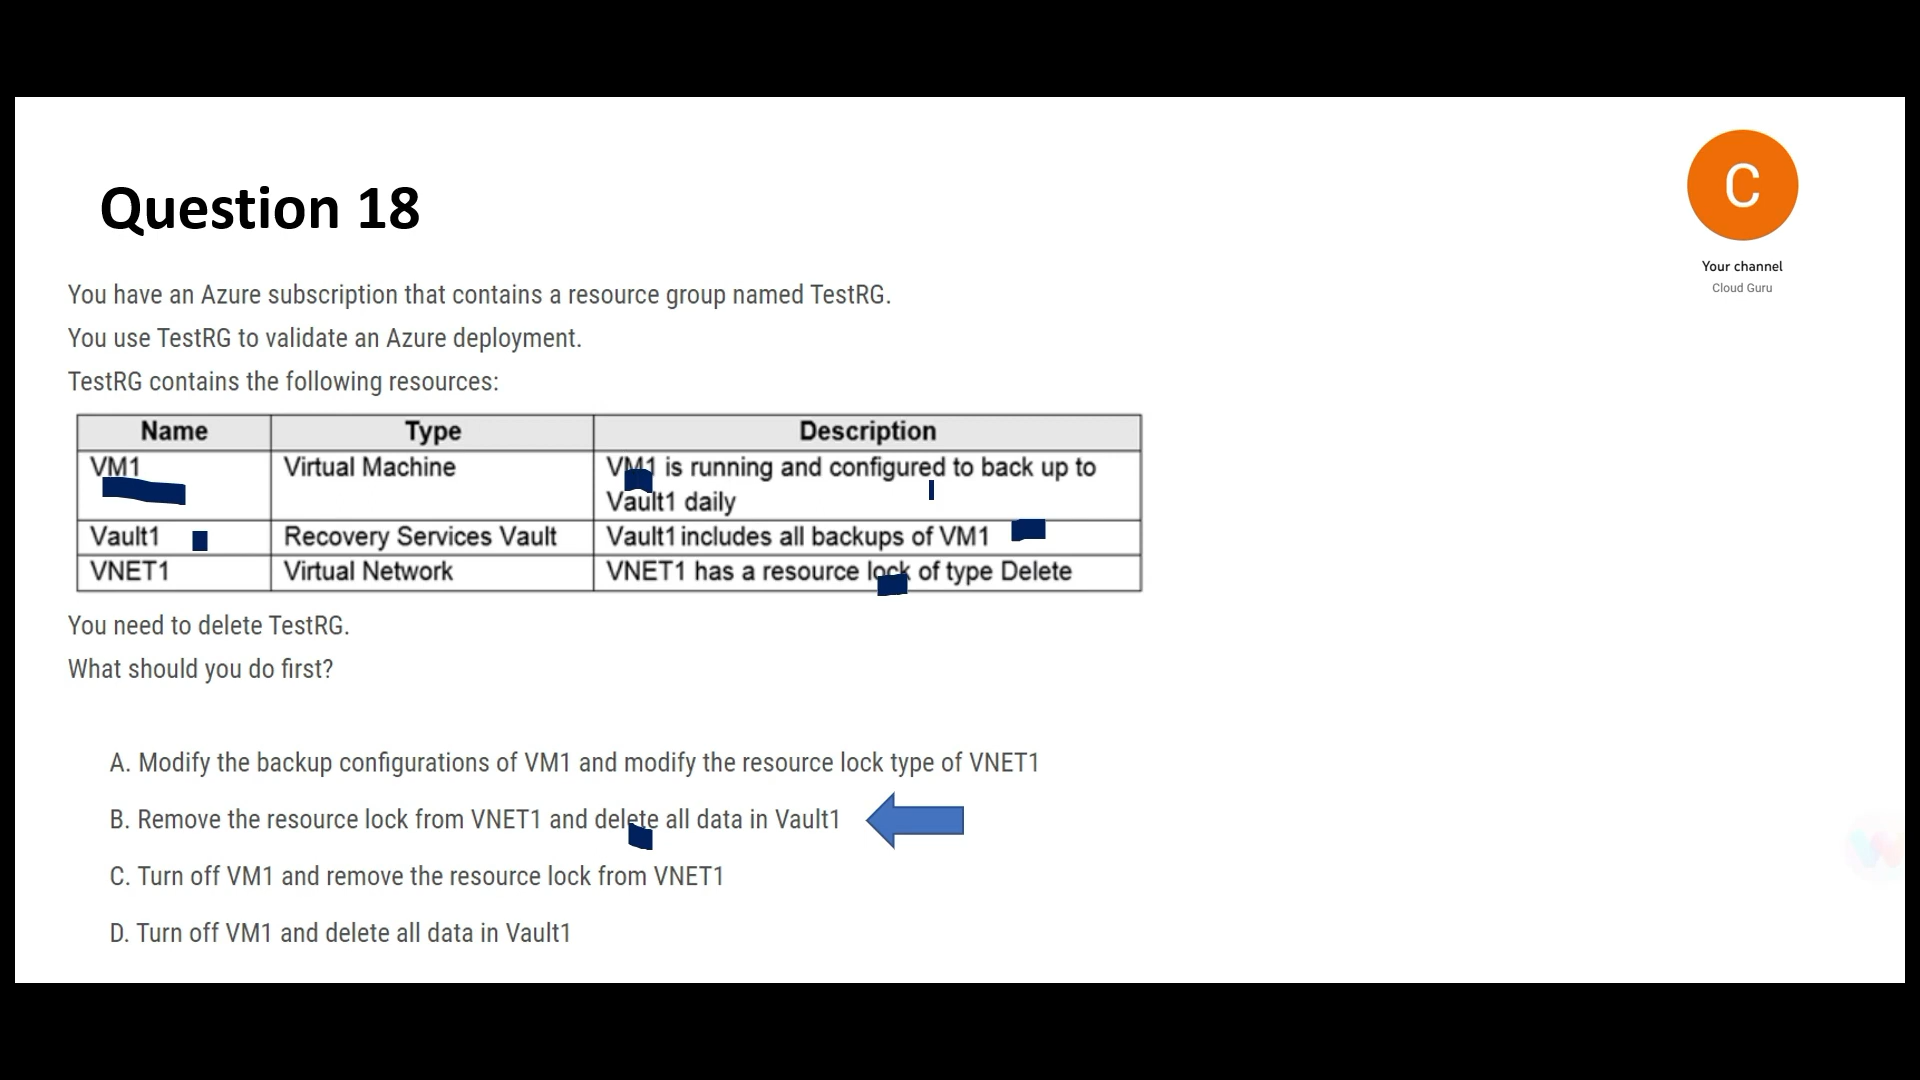 Question 18
C
Your channel
Cloud Guru
You have an Azure subscription that contains a resource group named TestRG.
You use TestRG to validate an Azure deployment.
TestRG contains the following resources:
Name Type Description
VM1 Virtual Machine VM1 is running and configured to back up to
Vault1 daily
Vault1 Recovery Services Vault Vault1 includes all backups of VM1
VNET1 Virtual Network VNET1 has a resource lock of type Delete
You need to delete TestRG.
What should you do first?
A. Modify the backup configurations of VM1 and modify the resource lock type of VNET1
B. Remove the resource lock from VNET1 and delete all data in Vault1
C. Turn off VM1 and remove the resource lock from VNET1
D. Turn off VM1 and delete all data in Vault1